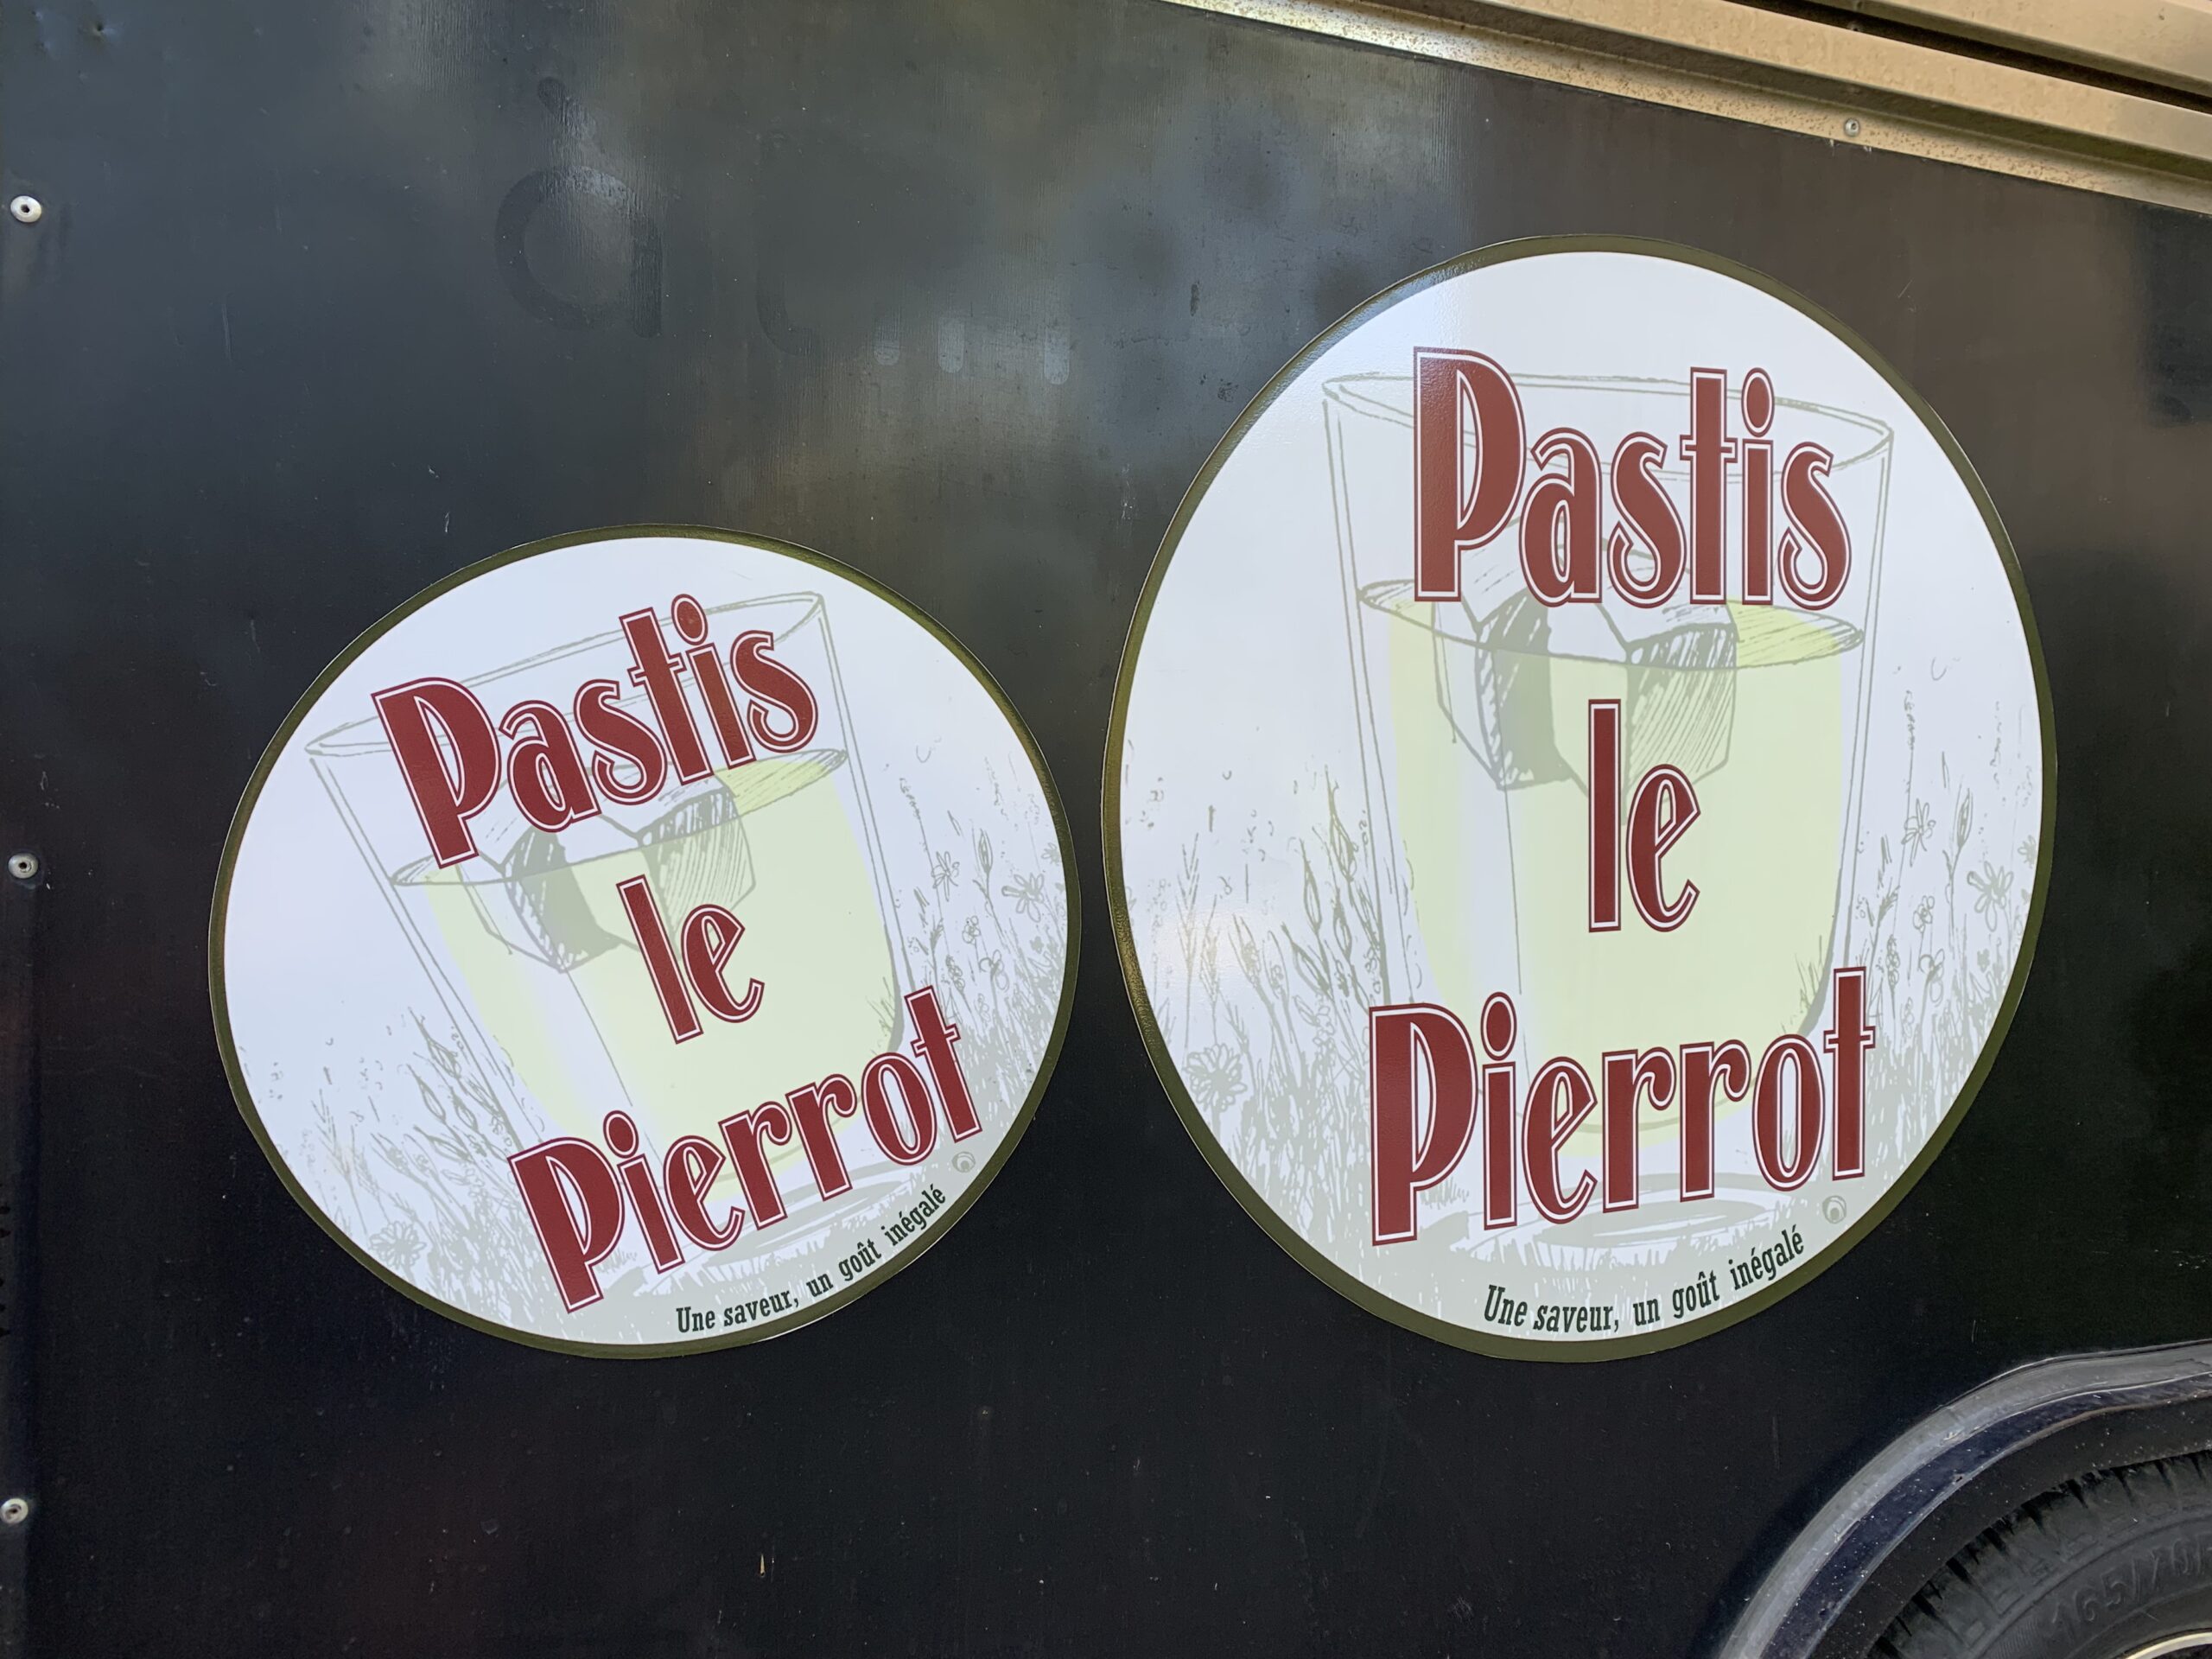 Pastis
le
Pierrot
Une saveur, un goût inégalé
Pastis
le
Pierrot
Une saveur, un goût inégalé